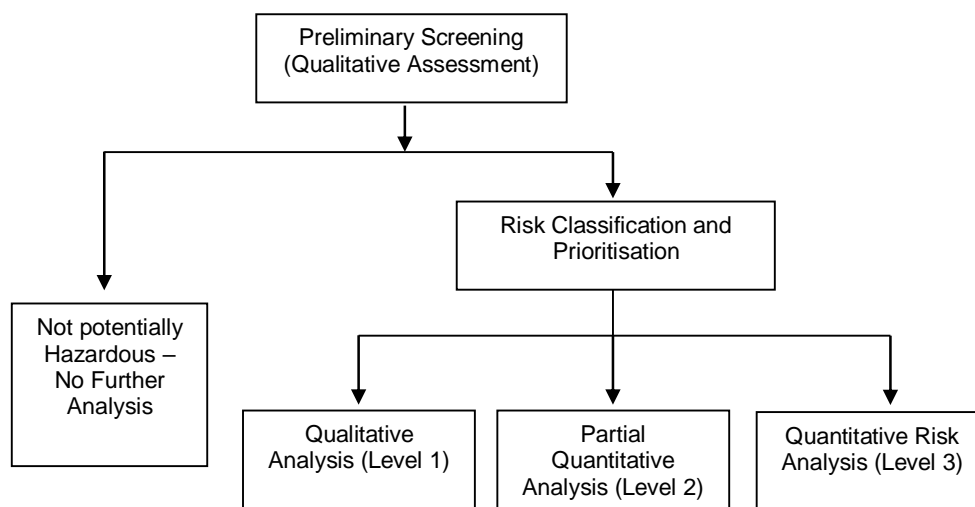 Preliminary Screening
(Qualitative Assessment)
Risk Classification and
Prioritisation
Not potentially
Hazardous –
No Further
Analysis
Qualitative
Analysis (Level 1)
Partial
Quantitative
Analysis (Level 2)
Quantitative Risk
Analysis (Level 3)